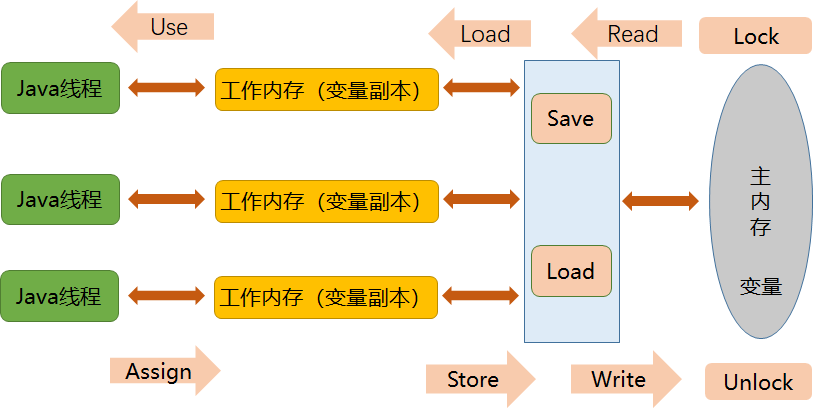 Use
Load
Read
Lock
Java线程
工作内存（变量副本）
Save
Java线程
工作内存（变量副本）
主
内
存
变量
Load
Java线程
工作内存（变量副本）
Assign
Store
Write
Unlock